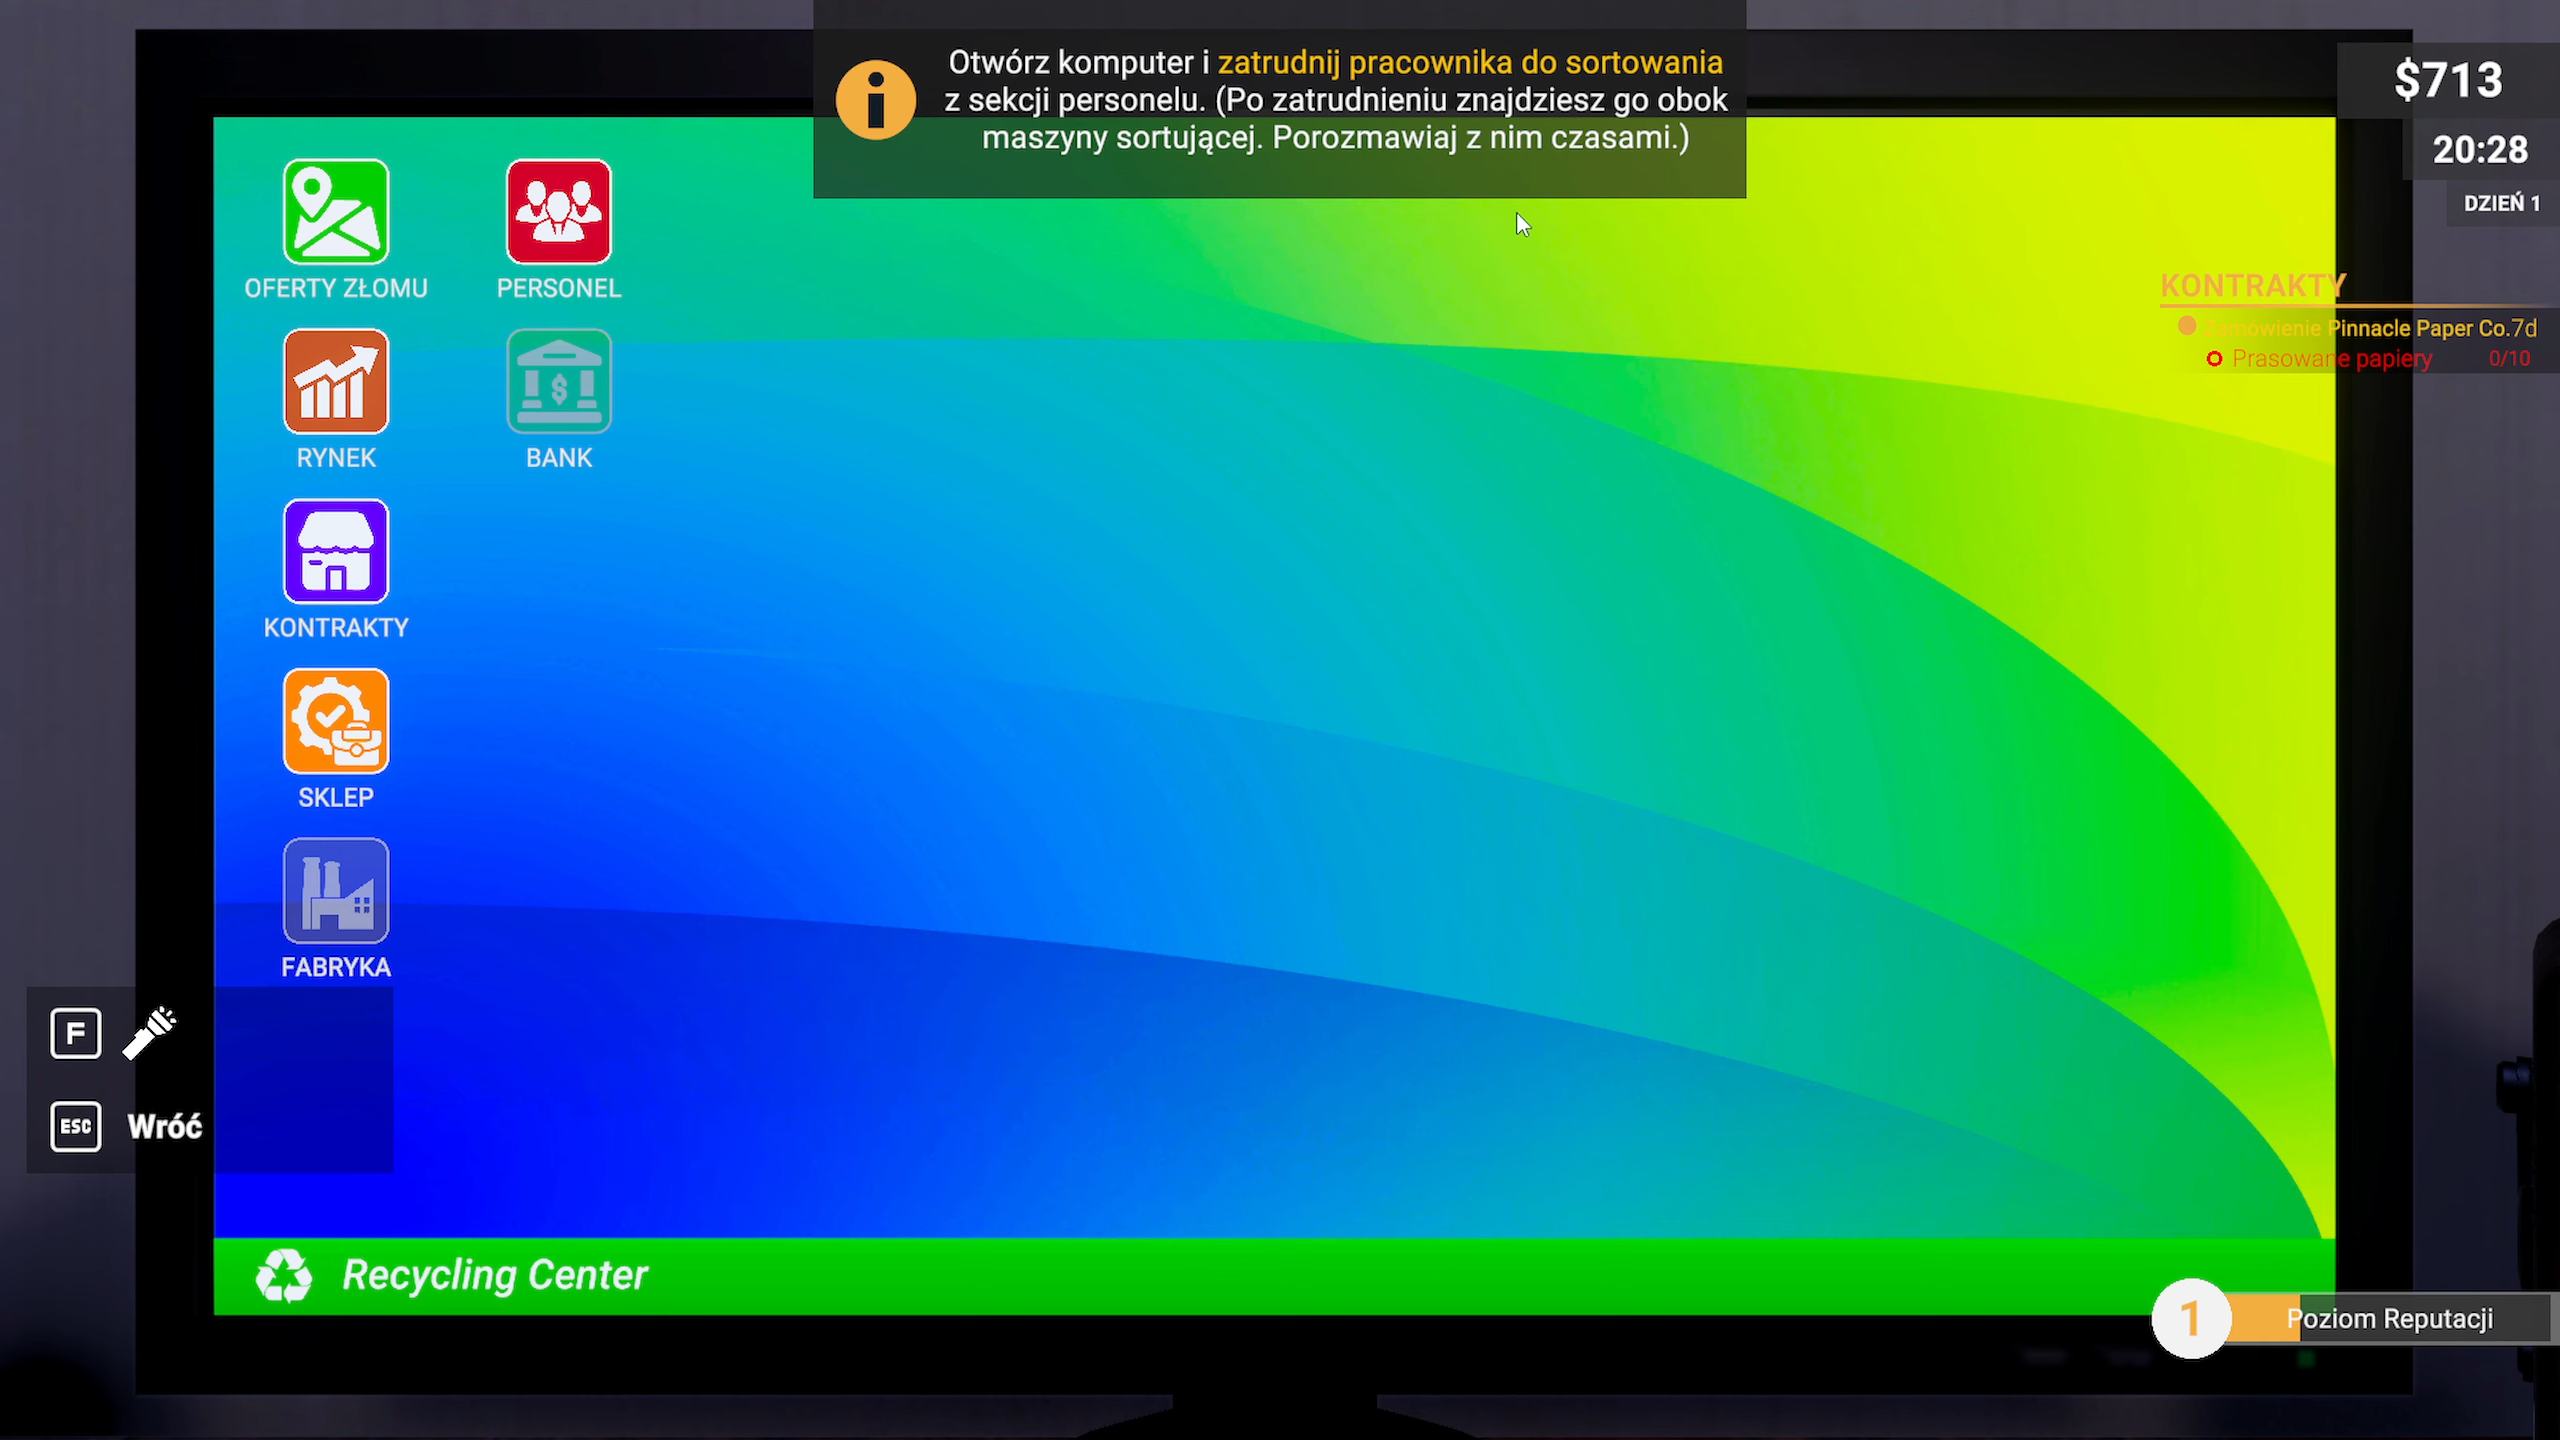 Otwórz komputer i zatrudnij pracownika do sortowania
z sekcji personelu. (Po zatrudnieniu znajdziesz go obok
maszyny sortującej. Porozmawiaj z nim czasami.)
$713
20:28
DZIEŃ 1
OFERTY ZŁOMU
PERSONEL
KONTRAKTY
Zamówienie Pinnacle Paper Co.7d
Prasowane papiery 0/10
RYNEK
BANK
KONTRAKTY
SKLEP
FABRYKA
F
ESC Wróć
Recycling Center
1 Poziom Reputacji